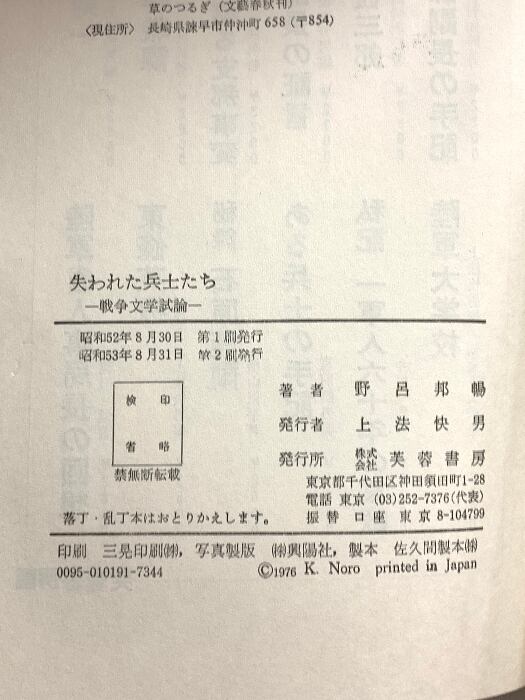 草のつるぎ(文藝春秋刊)
〈現住所〉 長崎県諫早市仲沖町658(〒854)
失われた兵士たち
—戦争文学試論—
昭和52年8月30日 第1刷発行
昭和53年8月31日 第2刷発行
検印
省略
禁無断転載
著者 野呂邦暢
発行者 上法快男
発行所 株式会社 芙蓉書房
東京都千代田区神田須田町1-28
電話 東京 (03)252-7376(代表)
振替口座 東京 8-104799
落丁・乱丁本はおとりかえします。
印刷 三晃印刷㈱, 写真製版 ㈱興陽社, 製本 佐久間製本㈱
0095-010191-7344
©1976 K. Noro printed in Japan